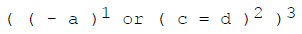 ( ( - a )¹ or ( c = d )² )³